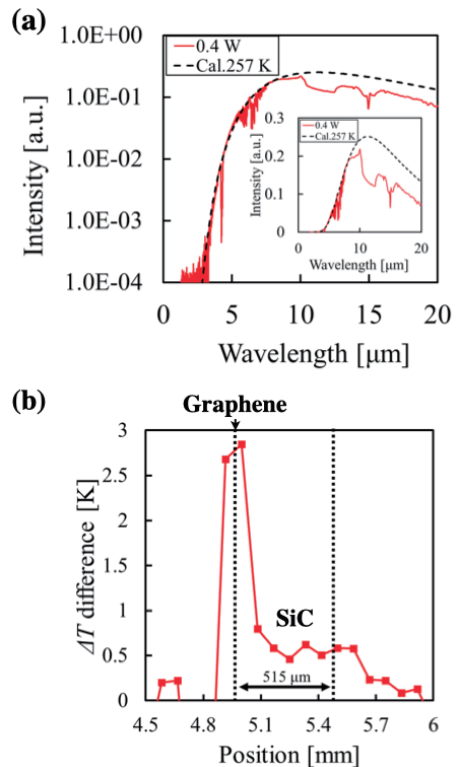 (a)
1.0E+00
1.0E-01
1.0E-02
1.0E-03
1.0E-04
Intensity [a.u.]
0.4 W
Cal.257 K
0.3
0.2
0.1
0
Intensity [a.u.]
0.4 W
Cal.257 K
0 10 20
Wavelength [μm]
0 5 10 15 20
Wavelength [μm]
(b)
Graphene
3
2.5
2
1.5
1
0.5
0
ΔT difference [K]
SiC
515 μm
4.5 4.8 5.1 5.4 5.7 6
Position [mm]